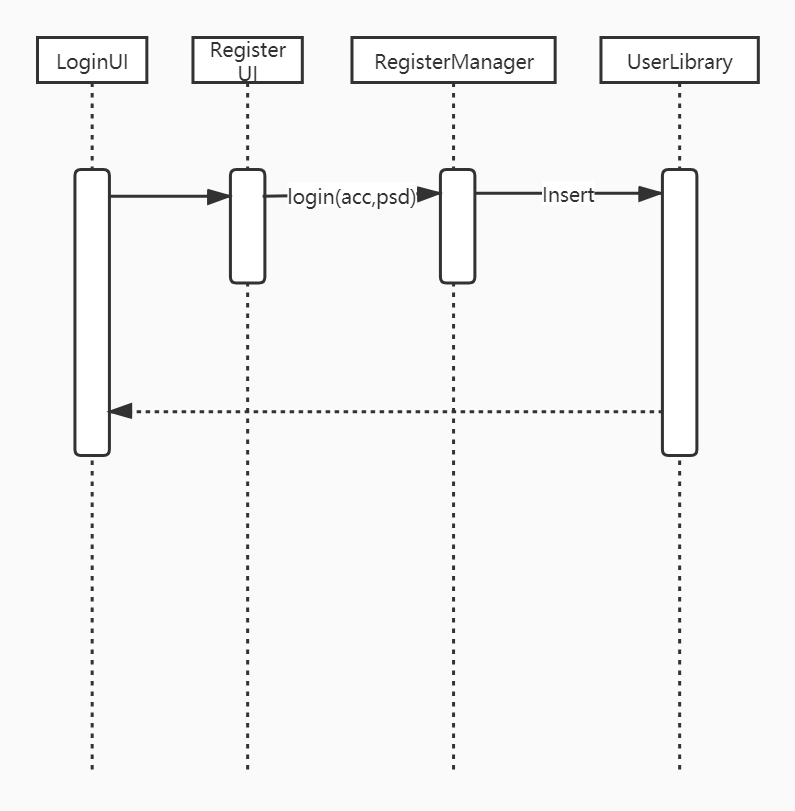 LoginUI
Register
UI
RegisterManager
UserLibrary
login(acc,psd)
Insert